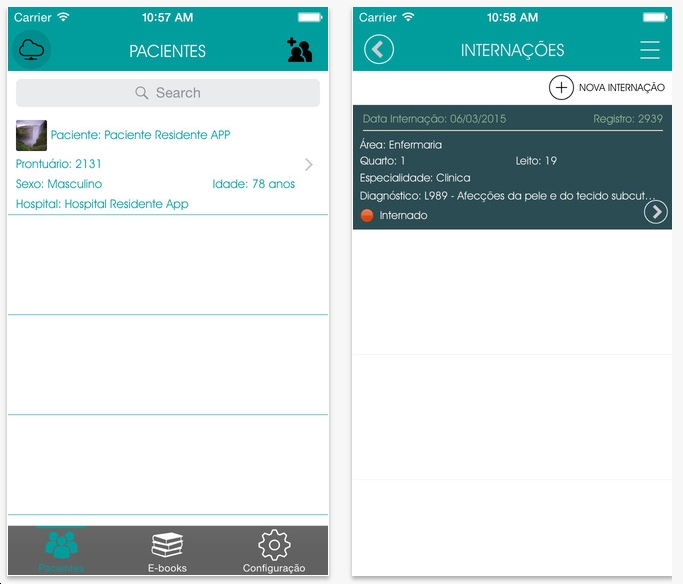 Carrier 10:57 AM
PACIENTES
Search
Paciente: Paciente Residente APP
Prontuário: 2131
Sexo: Masculino Idade: 78 anos
Hospital: Hospital Residente App
Pacientes E-books Configuração
Carrier 10:58 AM
INTERNAÇÕES
NOVA INTERNAÇÃO
Data Internação: 06/03/2015 Registro: 2939
Área: Enfermaria
Quarto: 1 Leito: 19
Especialidade: Clínica
Diagnóstico: L989 - Afecções da pele e do tecido subcut...
Internado